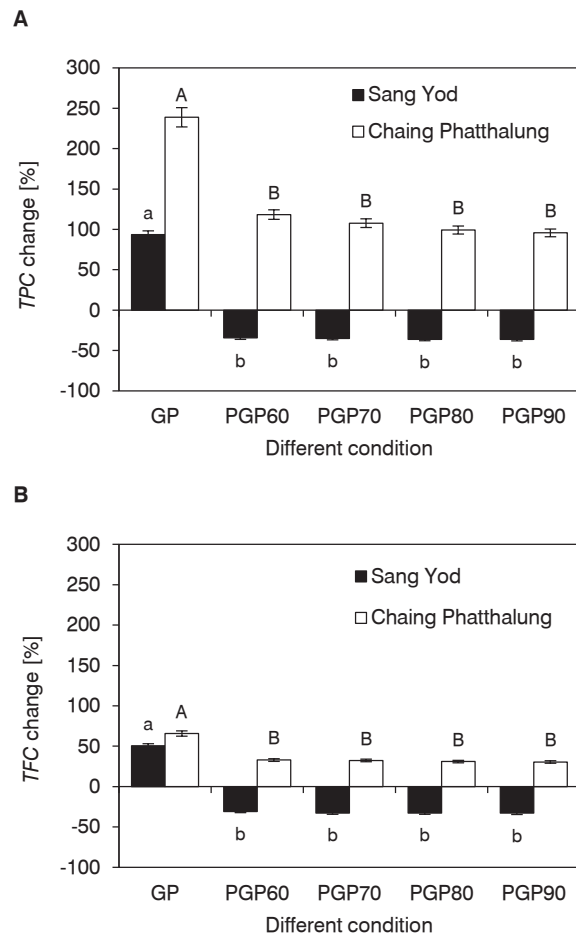 A
300
250
200
150
100
50
0
-50
-100
TPC change [%]
Sang Yod
Chaing Phatthalung
a
A
B
B
B
B
b
b
b
b
GP PGP60 PGP70 PGP80 PGP90
Different condition
B
300
250
200
150
100
50
0
-50
-100
TFC change [%]
Sang Yod
Chaing Phatthalung
a
A
B
B
B
B
b
b
b
b
GP PGP60 PGP70 PGP80 PGP90
Different condition